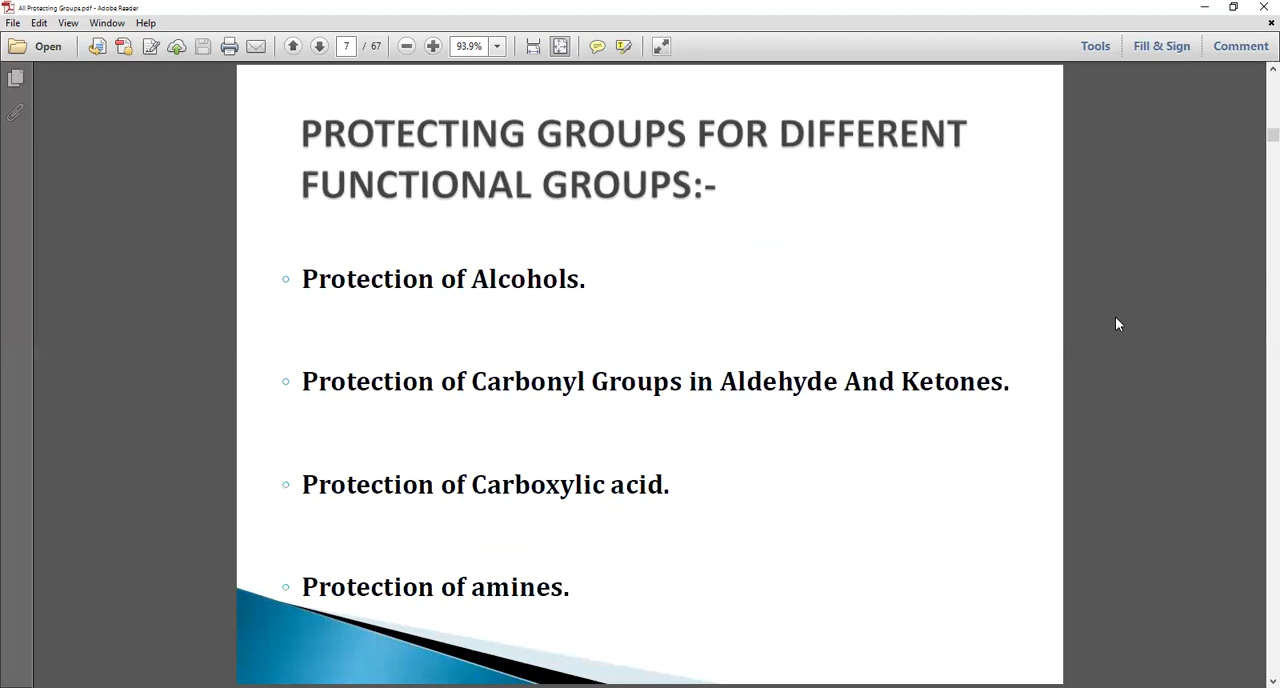 All Protecting Groups.pdf - Adobe Reader
File Edit View Window Help
Open 7 / 67 93.9% Tools Fill & Sign Comment
PROTECTING GROUPS FOR DIFFERENT
FUNCTIONAL GROUPS:-
◦ Protection of Alcohols.
◦ Protection of Carbonyl Groups in Aldehyde And Ketones.
◦ Protection of Carboxylic acid.
◦ Protection of amines.